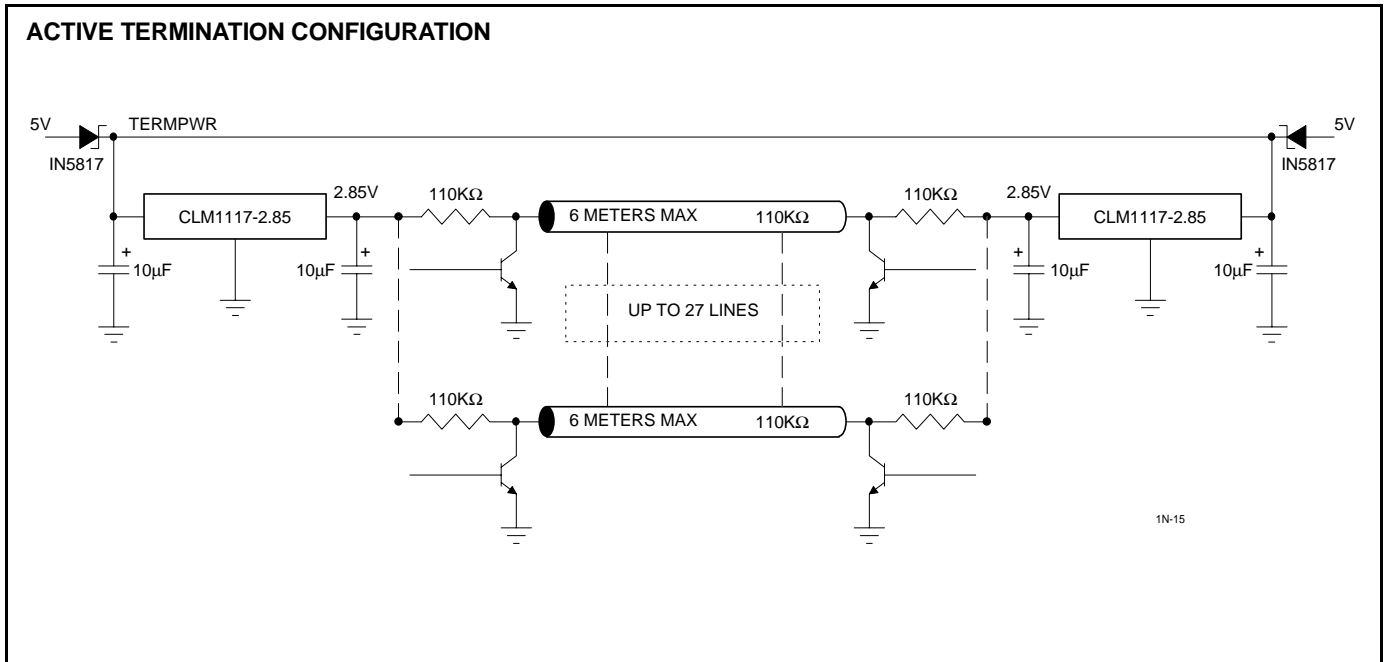 ACTIVE TERMINATION CONFIGURATION
5V
TERMPWR
5V
IN5817
IN5817
2.85V
110KΩ
110KΩ
2.85V
CLM1117-2.85
6 METERS MAX
110KΩ
CLM1117-2.85
+
10μF
+
10μF
+
10μF
+
10μF
UP TO 27 LINES
110KΩ
110KΩ
6 METERS MAX
110KΩ
1N-15